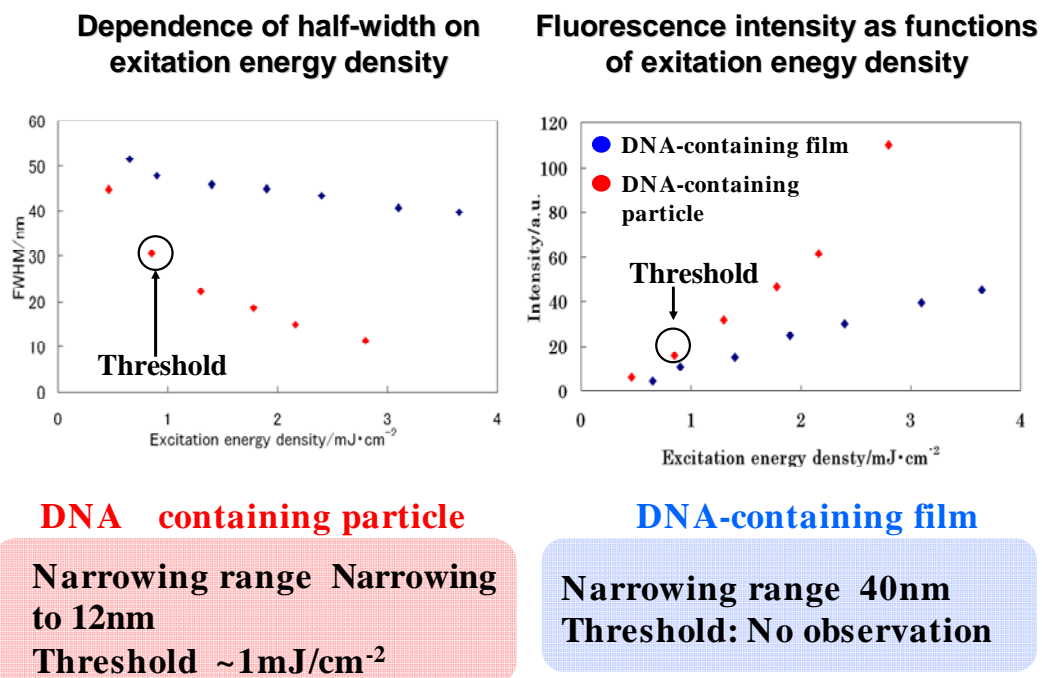 Dependence of half-width on
exitation energy density
Fluorescence intensity as functions
of exitation enegy density
60
50
40
30
20
10
0
FWHM/nm
Threshold
0 1 2 3 4
Excitation energy density/mJ・cm⁻²
120
100
80
60
40
20
0
Intensity/a.u.
DNA-containing film
DNA-containing
particle
Threshold
0 1 2 3 4
Excitation energy densty/mJ・cm⁻²
DNA containing particle
Narrowing range Narrowing
to 12nm
Threshold ~1mJ/cm⁻²
DNA-containing film
Narrowing range 40nm
Threshold: No observation